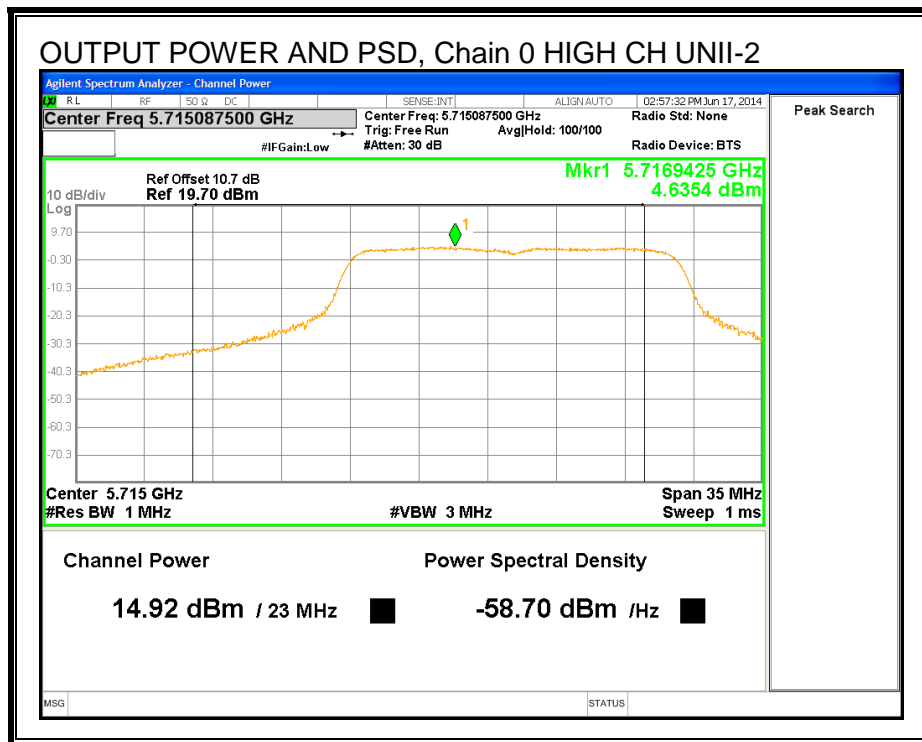 OUTPUT POWER AND PSD, Chain 0 HIGH CH UNII-2
Agilent Spectrum Analyzer - Channel Power
LXI RL RF 50 Ω DC SENSE:INT ALIGN AUTO 02:57:32 PM Jun 17, 2014
Center Freq 5.715087500 GHz
Center Freq: 5.715087500 GHz Radio Std: None
Trig: Free Run Avg|Hold: 100/100
#IFGain:Low #Atten: 30 dB Radio Device: BTS
Peak Search
Mkr1 5.7169425 GHz
4.6354 dBm
Ref Offset 10.7 dB
10 dB/div Ref 19.70 dBm
Log
1
9.70
-0.30
-10.3
-20.3
-30.3
-40.3
-50.3
-60.3
-70.3
Center 5.715 GHz Span 35 MHz
#Res BW 1 MHz #VBW 3 MHz Sweep 1 ms
Channel Power Power Spectral Density
14.92 dBm / 23 MHz -58.70 dBm /Hz
MSG STATUS